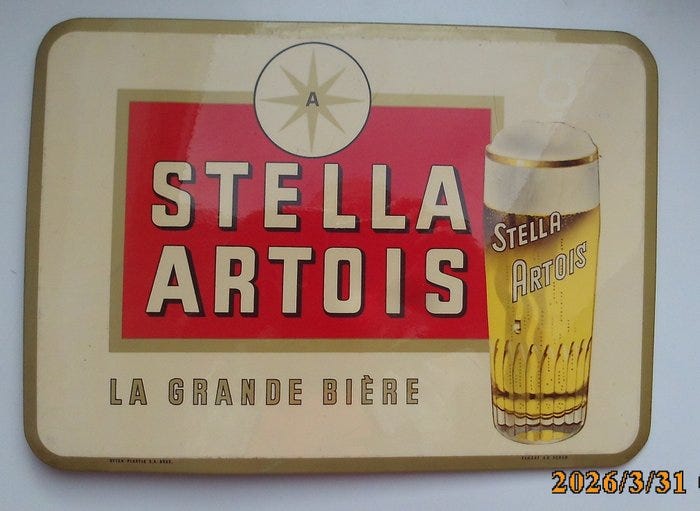 A
STELLA
ARTOIS
STELLA
ARTOIS
LA GRANDE BIÈRE
2026/3/31